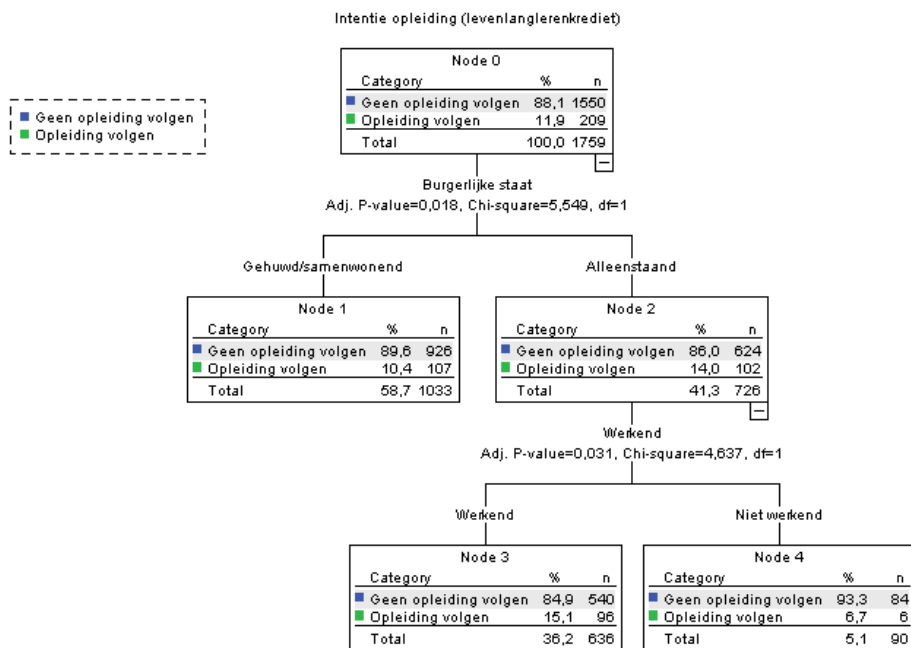 Intentie opleiding (levenlanglerenkrediet)
Geen opleiding volgen
Opleiding volgen
Node 0
Category % n
Geen opleiding volgen 88,1 1550
Opleiding volgen 11,9 209
Total 100,0 1759
Burgerlijke staat
Adj. P-value=0,018, Chi-square=5,549, df=1
Gehuwd/samenwonend
Alleenstaand
Node 1
Category % n
Geen opleiding volgen 89,6 926
Opleiding volgen 10,4 107
Total 58,7 1033
Node 2
Category % n
Geen opleiding volgen 86,0 624
Opleiding volgen 14,0 102
Total 41,3 726
Werkend
Adj. P-value=0,031, Chi-square=4,637, df=1
Werkend
Niet werkend
Node 3
Category % n
Geen opleiding volgen 84,9 540
Opleiding volgen 15,1 96
Total 36,2 636
Node 4
Category % n
Geen opleiding volgen 93,3 84
Opleiding volgen 6,7 6
Total 5,1 90